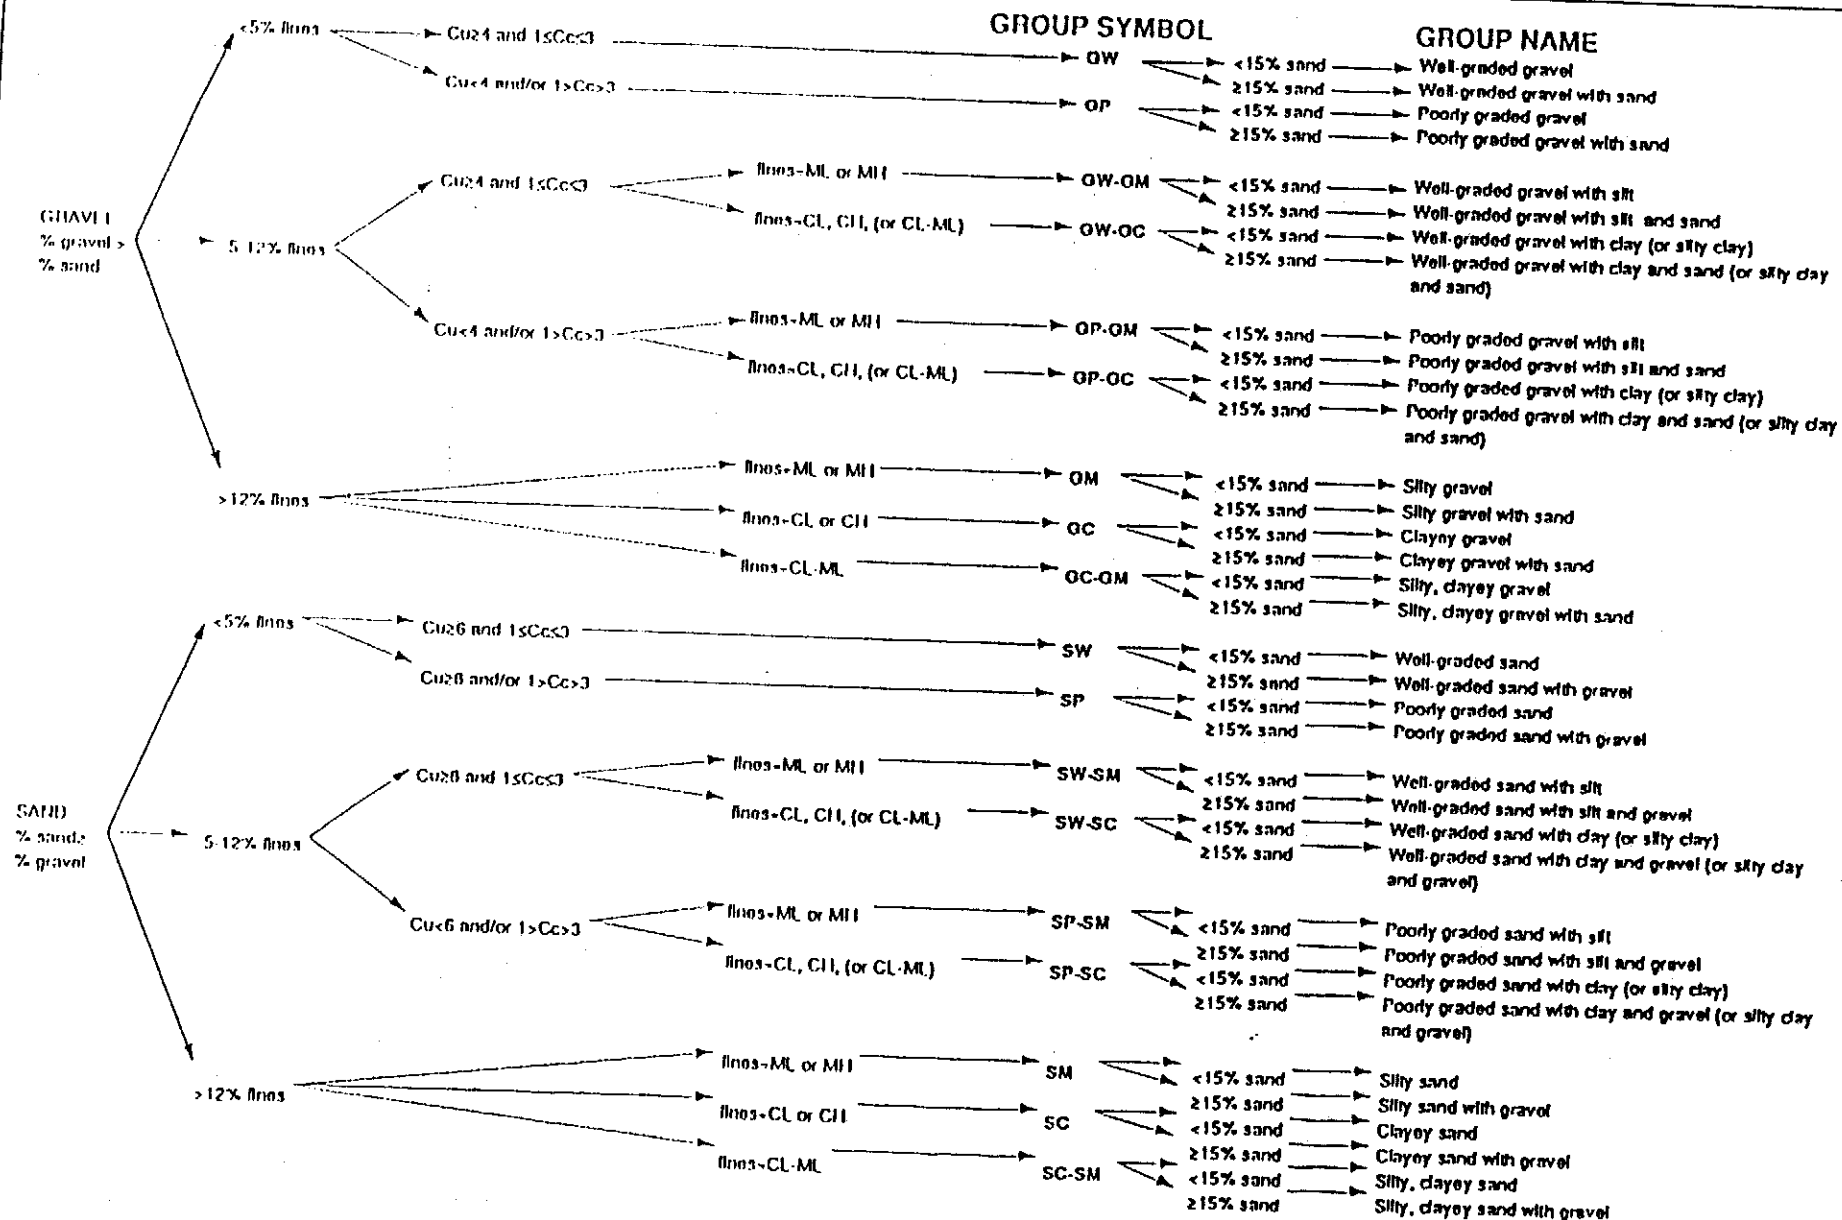 GROUP SYMBOL
GROUP NAME
<5% fines
Cu≥4 and 1≤Cc≤3
GW
<15% sand
Well-graded gravel
≥15% sand
Well-graded gravel with sand
Cu<4 and/or 1>Cc>3
GP
<15% sand
Poorly graded gravel
≥15% sand
Poorly graded gravel with sand
GRAVEL
% gravel >
% sand
5-12% fines
Cu≥4 and 1≤Cc≤3
fines-ML or MH
GW-GM
<15% sand
Well-graded gravel with silt
≥15% sand
Well-graded gravel with silt and sand
fines-CL, CH, (or CL-ML)
GW-GC
<15% sand
Well-graded gravel with clay (or silty clay)
≥15% sand
Well-graded gravel with clay and sand (or silty clay
and sand)
Cu<4 and/or 1>Cc>3
fines-ML or MH
GP-GM
<15% sand
Poorly graded gravel with silt
≥15% sand
Poorly graded gravel with silt and sand
fines-CL, CH, (or CL-ML)
GP-GC
<15% sand
Poorly graded gravel with clay (or silty clay)
≥15% sand
Poorly graded gravel with clay and sand (or silty clay
and sand)
>12% fines
fines-ML or MH
GM
<15% sand
Silty gravel
≥15% sand
Silty gravel with sand
fines-CL or CH
GC
<15% sand
Clayey gravel
≥15% sand
Clayey gravel with sand
fines-CL-ML
GC-GM
<15% sand
Silty, clayey gravel
≥15% sand
Silty, clayey gravel with sand
<5% fines
Cu≥6 and 1≤Cc≤3
SW
<15% sand
Well-graded sand
≥15% sand
Well-graded sand with gravel
Cu≥6 and/or 1>Cc>3
SP
<15% sand
Poorly graded sand
≥15% sand
Poorly graded sand with gravel
SAND
% sand≥
% gravel
5-12% fines
Cu≥6 and 1≤Cc≤3
fines-ML or MH
SW-SM
<15% sand
Well-graded sand with silt
≥15% sand
Well-graded sand with silt and gravel
fines-CL, CH, (or CL-ML)
SW-SC
<15% sand
Well-graded sand with clay (or silty clay)
≥15% sand
Well-graded sand with clay and gravel (or silty clay
and gravel)
Cu<6 and/or 1>Cc>3
fines-ML or MH
SP-SM
<15% sand
Poorly graded sand with silt
≥15% sand
Poorly graded sand with silt and gravel
fines-CL, CH, (or CL-ML)
SP-SC
<15% sand
Poorly graded sand with clay (or silty clay)
≥15% sand
Poorly graded sand with clay and gravel (or silty clay
and gravel)
>12% fines
fines-ML or MH
SM
<15% sand
Silty sand
≥15% sand
Silty sand with gravel
fines-CL or CH
SC
<15% sand
Clayey sand
≥15% sand
Clayey sand with gravel
fines-CL-ML
SC-SM
<15% sand
Silty, clayey sand
≥15% sand
Silty, clayey sand with gravel